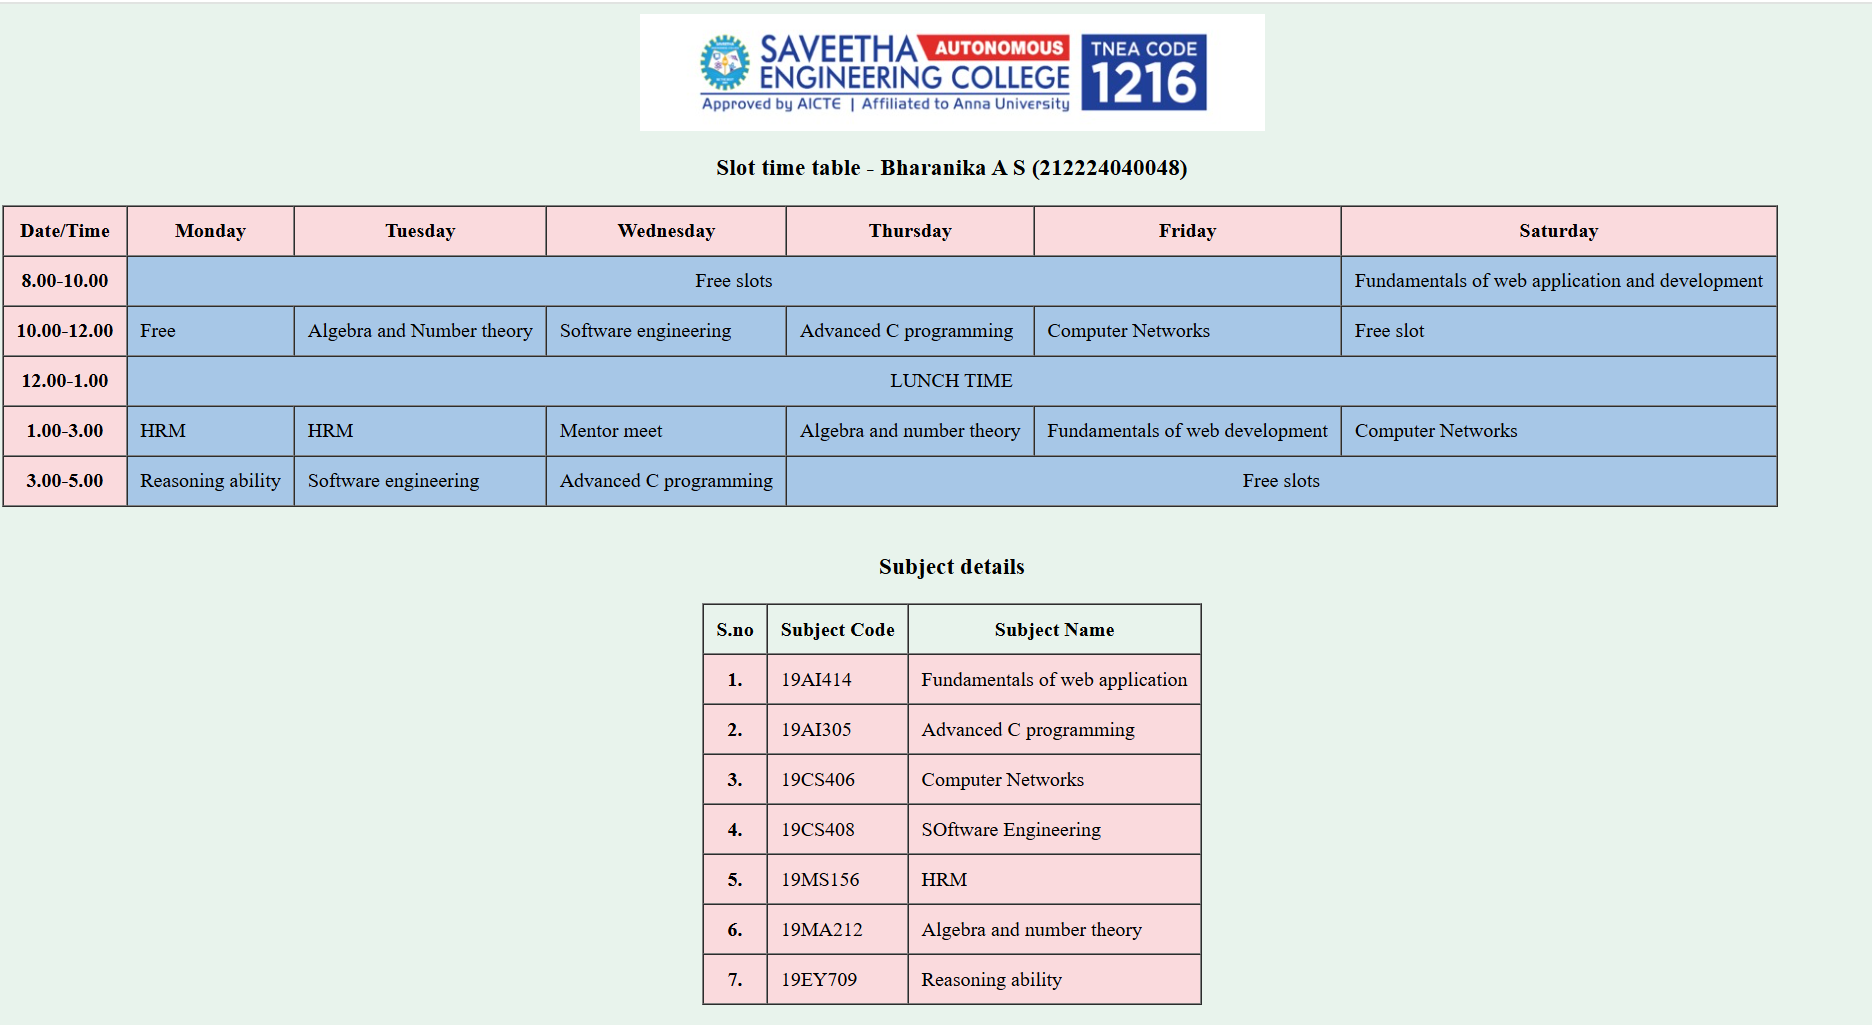 SAVEETHA AUTONOMOUS
ENGINEERING COLLEGE
Approved by AICTE | Affiliated to Anna University
TNEA CODE
1216
Slot time table - Bharanika A S (212224040048)
Date/Time Monday Tuesday Wednesday Thursday Friday Saturday
8.00-10.00 Free slots Fundamentals of web application and development
10.00-12.00 Free Algebra and Number theory Software engineering Advanced C programming Computer Networks Free slot
12.00-1.00 LUNCH TIME
1.00-3.00 HRM HRM Mentor meet Algebra and number theory Fundamentals of web development Computer Networks
3.00-5.00 Reasoning ability Software engineering Advanced C programming Free slots
Subject details
S.no Subject Code Subject Name
1. 19AI414 Fundamentals of web application
2. 19AI305 Advanced C programming
3. 19CS406 Computer Networks
4. 19CS408 SOftware Engineering
5. 19MS156 HRM
6. 19MA212 Algebra and number theory
7. 19EY709 Reasoning ability